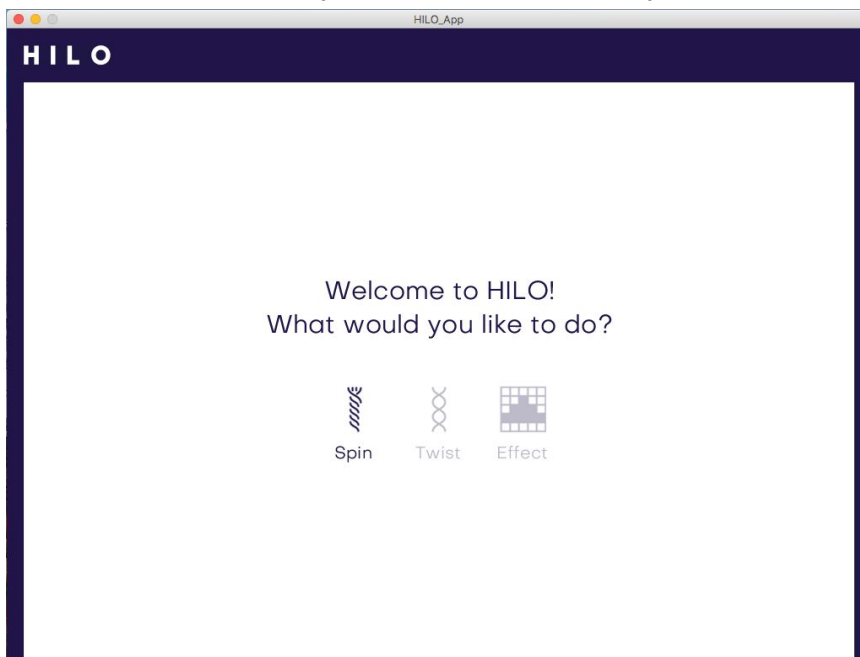 HILO_App
HILO
Welcome to HILO!
What would you like to do?
Spin Twist Effect